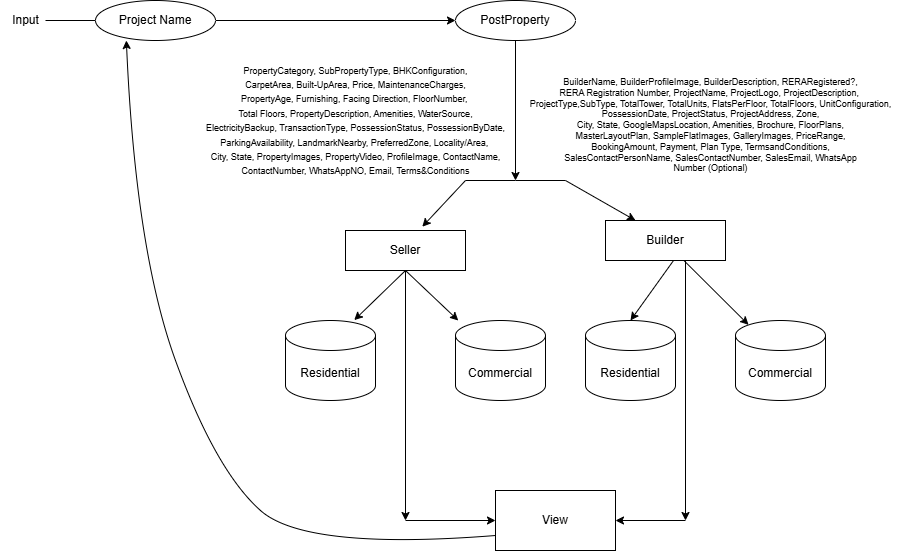 Input
Project Name
PostProperty
PropertyCategory, SubPropertyType, BHKConfiguration,
CarpetArea, Built-UpArea, Price, MaintenanceCharges,
PropertyAge, Furnishing, Facing Direction, FloorNumber,
Total Floors, PropertyDescription, Amenities, WaterSource,
ElectricityBackup, TransactionType, PossessionStatus, PossessionByDate,
ParkingAvailability, LandmarkNearby, PreferredZone, Locality/Area,
City, State, PropertyImages, PropertyVideo, ProfileImage, ContactName,
ContactNumber, WhatsAppNO, Email, Terms&Conditions
BuilderName, BuilderProfileImage, BuilderDescription, RERARegistered?,
RERA Registration Number, ProjectName, ProjectLogo, ProjectDescription,
ProjectType,SubType, TotalTower, TotalUnits, FlatsPerFloor, TotalFloors, UnitConfiguration,
PossessionDate, ProjectStatus, ProjectAddress, Zone,
City, State, GoogleMapsLocation, Amenities, Brochure, FloorPlans,
MasterLayoutPlan, SampleFlatImages, GalleryImages, PriceRange,
BookingAmount, Payment, Plan Type, TermsandConditions,
SalesContactPersonName, SalesContactNumber, SalesEmail, WhatsApp
Number (Optional)
Seller
Builder
Residential
Commercial
Residential
Commercial
View